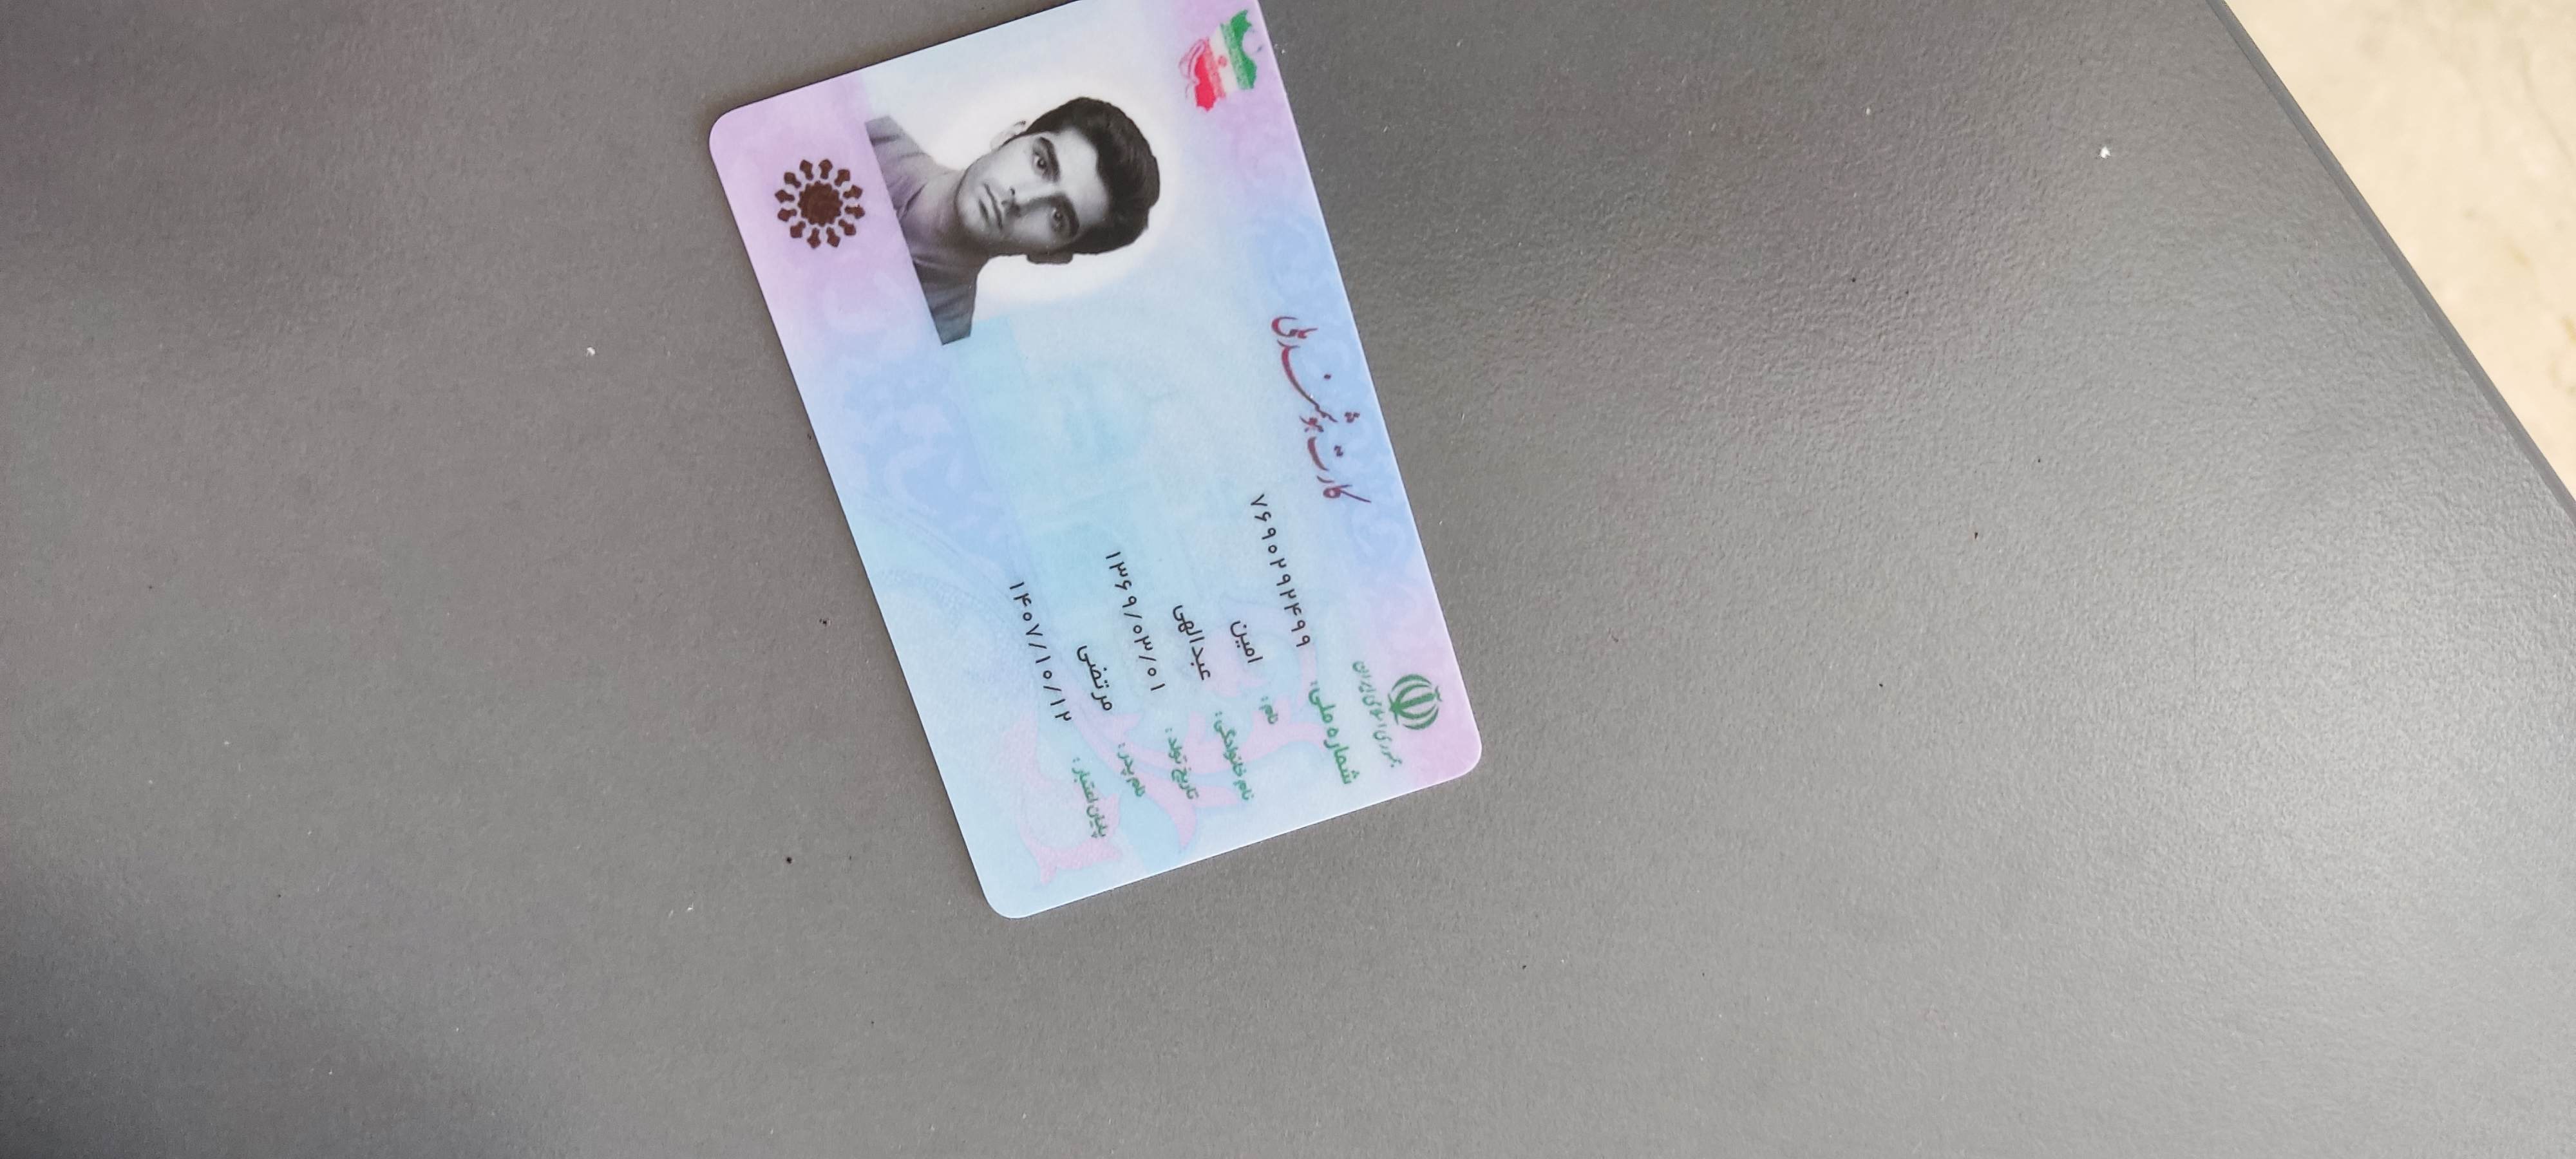 جمهوری اسلامی ایران
کارت هوشمند ملی
شماره ملی: ۷۶۹۰۲۹۲۴۹۹
نام: امین
نام خانوادگی: عبدالهی
تاریخ تولد: ۱۳۶۹/۰۳/۰۱
نام پدر: مرتضی
پایان اعتبار: ۱۴۰۷/۱۰/۱۲